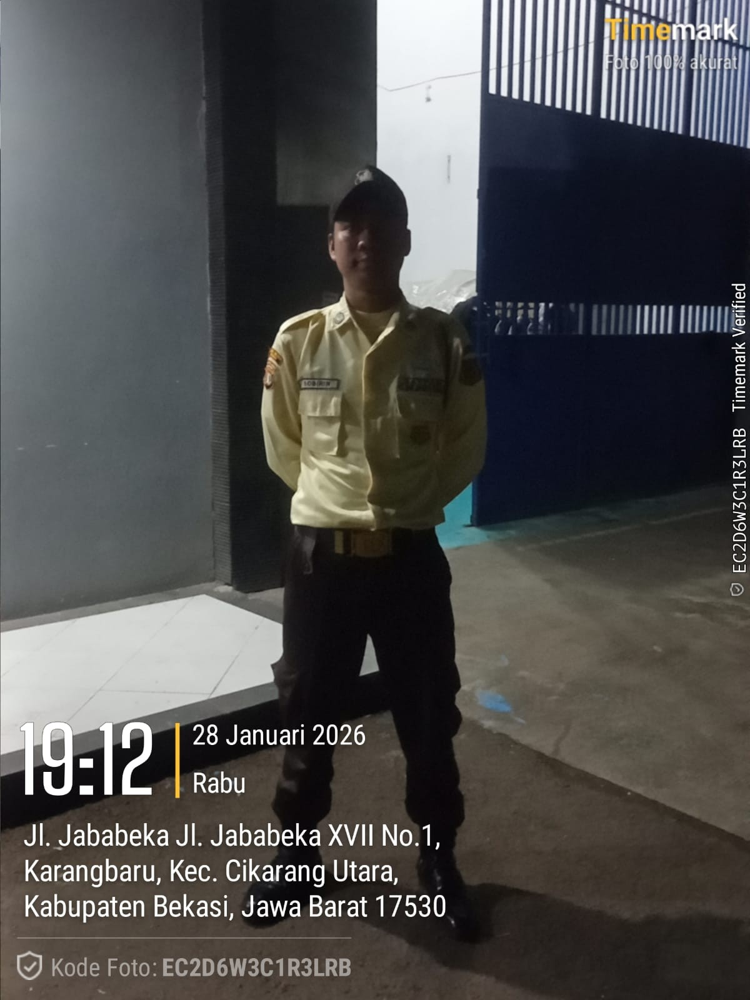 Timemark
Foto 100% akurat
SOBIRIN
EC2D6W3C1R3LRB Timemark Verified
19:12
28 Januari 2026
Rabu
Jl. Jababeka Jl. Jababeka XVII No.1,
Karangbaru, Kec. Cikarang Utara,
Kabupaten Bekasi, Jawa Barat 17530
Kode Foto: EC2D6W3C1R3LRB